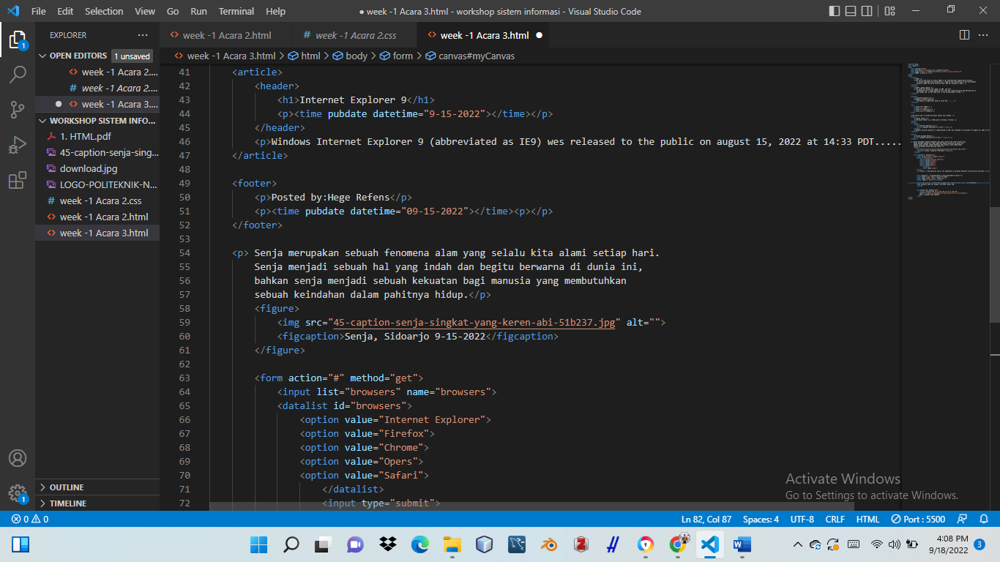 File Edit Selection View Go Run Terminal Help
● week -1 Acara 3.html - workshop sistem informasi - Visual Studio Code
EXPLORER ...
week -1 Acara 2.html
# week -1 Acara 2.css
<> week -1 Acara 3.html ●
OPEN EDITORS 1 unsaved
<> week -1 Acara 2....
# week -1 Acara 2....
● <> week -1 Acara 3....
WORKSHOP SISTEM INFO...
1. HTML.pdf
45-caption-senja-sing...
download.jpg
LOGO-POLITEKNIK-N...
# week -1 Acara 2.css
<> week -1 Acara 2.html
<> week -1 Acara 3.html
OUTLINE
TIMELINE
1
1
<> week -1 Acara 3.html > html > body > form > canvas#myCanvas
41 <article>
42 <header>
43 <h1>Internet Explorer 9</h1>
44 <p><time pubdate datetime="9-15-2022"></time></p>
45 </header>
46 <p>Windows Internet Explorer 9 (abbreviated as IE9) wes released to the public on august 15, 2022 at 14:33 PDT.....
47 </article>
48
49 <footer>
50 <p>Posted by:Hege Refens</p>
51 <p><time pubdate datetime="09-15-2022"></time><p></p>
52 </footer>
53
54 <p> Senja merupakan sebuah fenomena alam yang selalu kita alami setiap hari.
55 Senja menjadi sebuah hal yang indah dan begitu berwarna di dunia ini,
56 bahkan senja menjadi sebuah kekuatan bagi manusia yang membutuhkan
57 sebuah keindahan dalam pahitnya hidup.</p>
58 <figure>
59 <img src="45-caption-senja-singkat-yang-keren-abi-51b237.jpg" alt="">
60 <figcaption>Senja, Sidoarjo 9-15-2022</figcaption>
61 </figure>
62
63 <form action="#" method="get">
64 <input list="browsers" name="browsers">
65 <datalist id="browsers">
66 <option value="Internet Explorer">
67 <option value="Firefox">
68 <option value="Chrome">
69 <option value="Opers">
70 <option value="Safari">
71 </datalist>
72 <input type="submit">
Activate Windows
Go to Settings to activate Windows.
0 0
Ln 82, Col 87 Spaces: 4 UTF-8 CRLF HTML Port : 5500
4:08 PM
9/18/2022 3